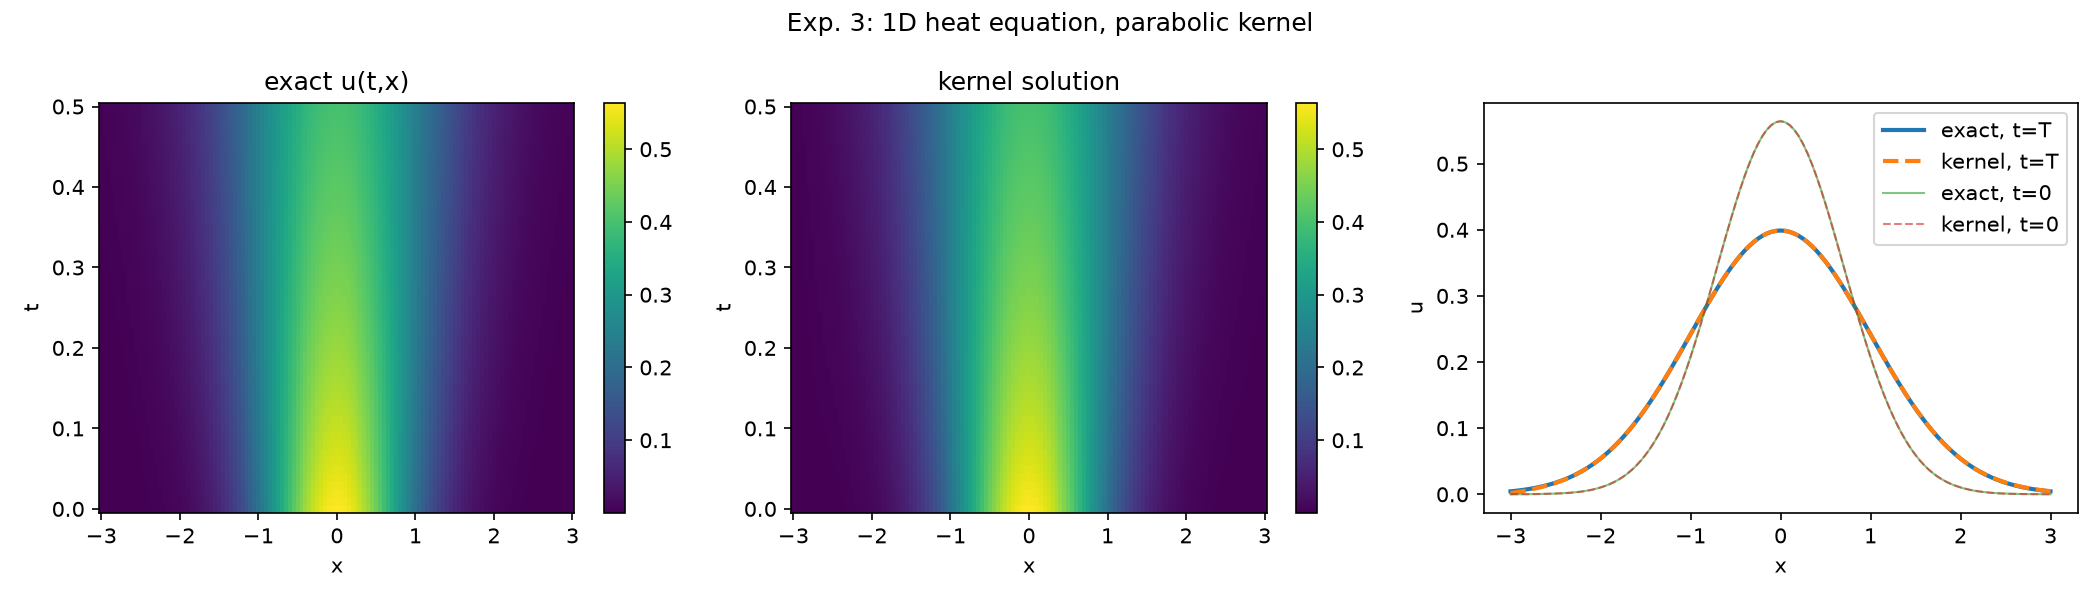 Exp. 3: 1D heat equation, parabolic kernel
exact u(t,x)
0.5
0.4
0.3
0.2
0.1
0.0
t
−3 −2 −1 0 1 2 3
x
0.5
0.4
0.3
0.2
0.1
kernel solution
0.5
0.4
0.3
0.2
0.1
0.0
t
−3 −2 −1 0 1 2 3
x
0.5
0.4
0.3
0.2
0.1
0.5
0.4
0.3
0.2
0.1
0.0
u
exact, t=T
kernel, t=T
exact, t=0
kernel, t=0
−3 −2 −1 0 1 2 3
x